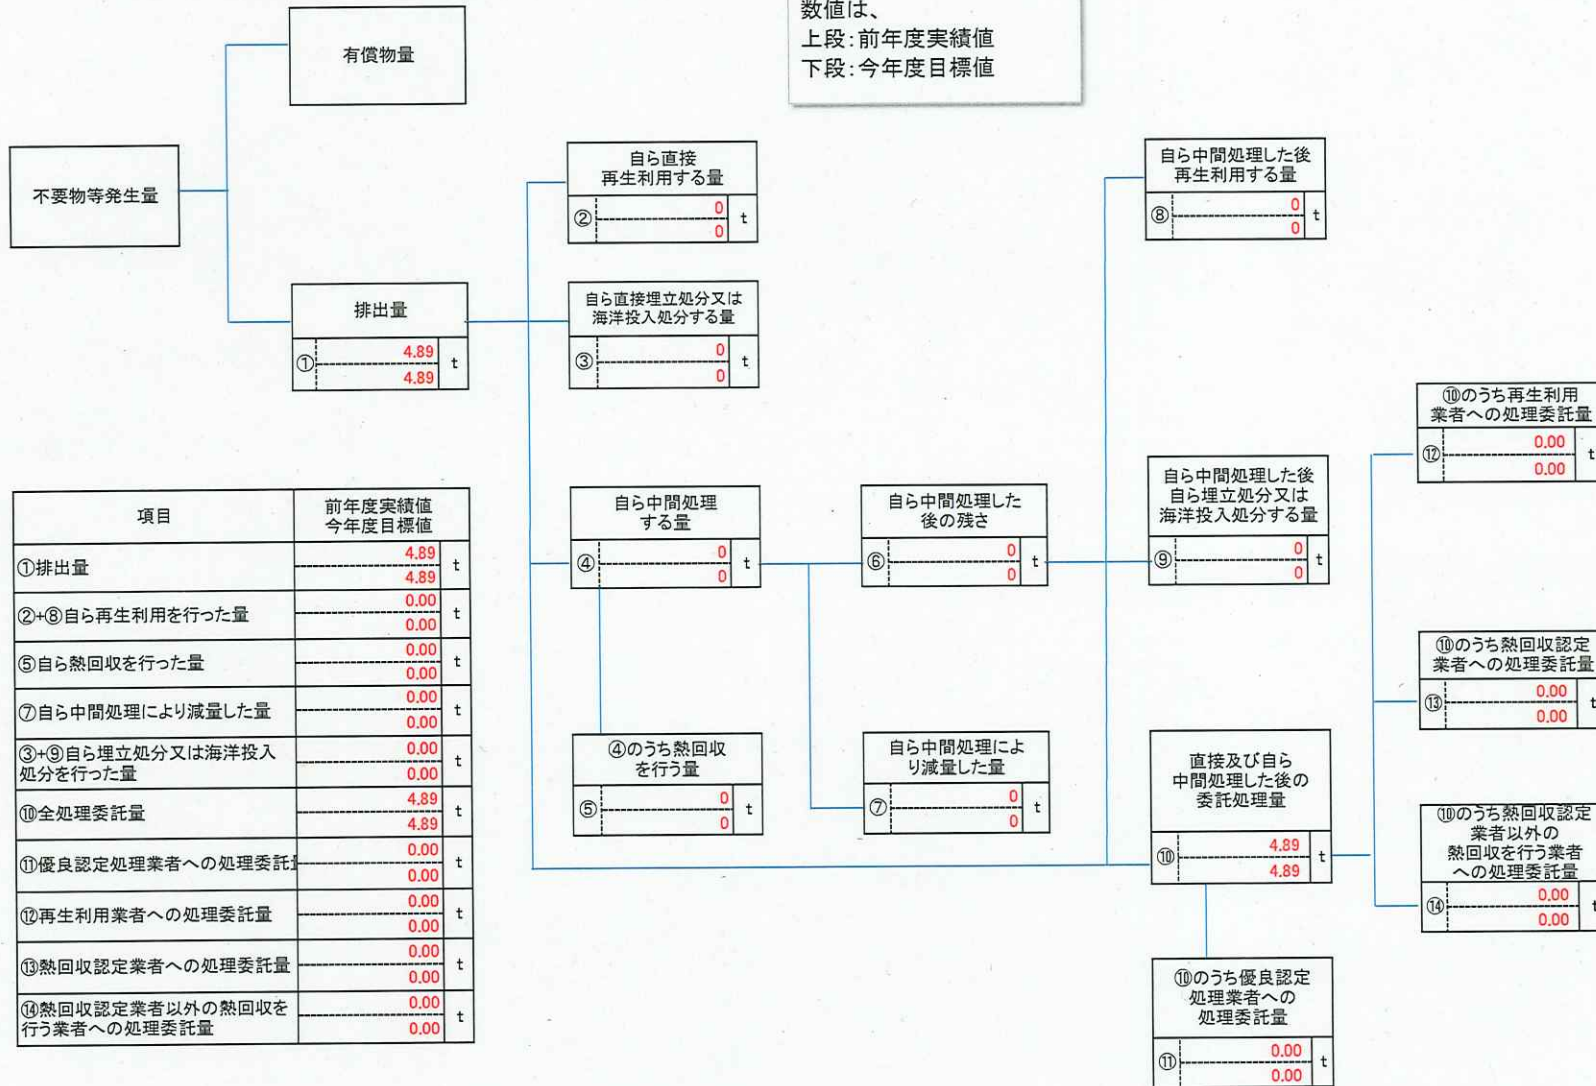 数値は、
上段：前年度実績値
下段：今年度目標値
有償物量
不要物等発生量
排出量
①
4.89
4.89
t
自ら直接
再生利用する量
②
0
0
t
自ら直接埋立処分又は
海洋投入処分する量
③
0
0
t
自ら中間処理
する量
④
0
0
t
④のうち熱回収
を行う量
⑤
0
0
t
自ら中間処理した
後の残さ
⑥
0
0
t
自ら中間処理によ
り減量した量
⑦
0
0
t
自ら中間処理した後
再生利用する量
⑧
0
0
t
自ら中間処理した後
自ら埋立処分又は
海洋投入処分する量
⑨
0
0
t
直接及び自ら
中間処理した後の
委託処理量
⑩
4.89
4.89
t
⑩のうち優良認定
処理業者への
処理委託量
⑪
0.00
0.00
t
⑩のうち再生利用
業者への処理委託量
⑫
0.00
0.00
t
⑩のうち熱回収認定
業者への処理委託量
⑬
0.00
0.00
t
⑩のうち熱回収認定
業者以外の
熱回収を行う業者
への処理委託量
⑭
0.00
0.00
t
項目
前年度実績値
今年度目標値
①排出量
4.89
4.89
t
②+⑧自ら再生利用を行った量
0.00
0.00
t
⑤自ら熱回収を行った量
0.00
0.00
t
⑦自ら中間処理により減量した量
0.00
0.00
t
③+⑨自ら埋立処分又は海洋投入
処分を行った量
0.00
0.00
t
⑩全処理委託量
4.89
4.89
t
⑪優良認定処理業者への処理委託
0.00
0.00
t
⑫再生利用業者への処理委託量
0.00
0.00
t
⑬熱回収認定業者への処理委託量
0.00
0.00
t
⑭熱回収認定業者以外の熱回収を
行う業者への処理委託量
0.00
0.00
t